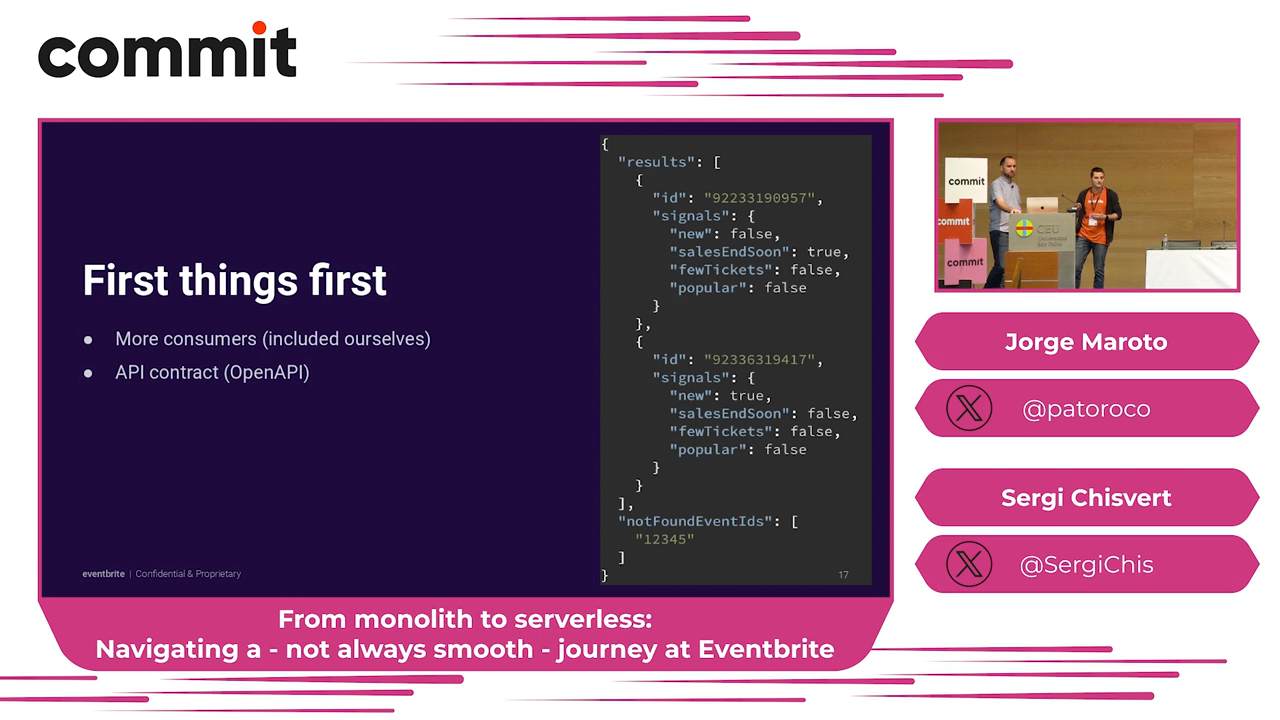 commit
First things first
● More consumers (included ourselves)
● API contract (OpenAPI)
eventbrite | Confidential & Proprietary
{
  "results": [
    {
      "id": "92233190957",
      "signals": {
        "new": false,
        "salesEndSoon": true,
        "fewTickets": false,
        "popular": false
      }
    },
    {
      "id": "92336319417",
      "signals": {
        "new": true,
        "salesEndSoon": false,
        "fewTickets": false,
        "popular": false
      }
    }
  ],
  "notFoundEventIds": [
    "12345"
  ]
}
17
commit
commit
commit
CEU
Jorge Maroto
@patoroco
Sergi Chisvert
@SergiChis
From monolith to serverless:
Navigating a - not always smooth - journey at Eventbrite